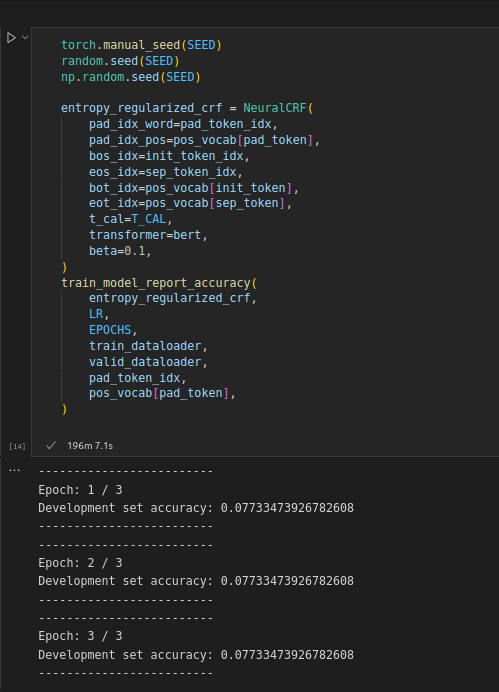 torch.manual_seed(SEED)
random.seed(SEED)
np.random.seed(SEED)
entropy_regularized_crf = NeuralCRF(
    pad_idx_word=pad_token_idx,
    pad_idx_pos=pos_vocab[pad_token],
    bos_idx=init_token_idx,
    eos_idx=sep_token_idx,
    bot_idx=pos_vocab[init_token],
    eot_idx=pos_vocab[sep_token],
    t_cal=T_CAL,
    transformer=bert,
    beta=0.1,
)
train_model_report_accuracy(
    entropy_regularized_crf,
    LR,
    EPOCHS,
    train_dataloader,
    valid_dataloader,
    pad_token_idx,
    pos_vocab[pad_token],
)
[14] ✓ 196m 7.1s
... -------------------------
Epoch: 1 / 3
Development set accuracy: 0.07733473926782608
-------------------------
-------------------------
Epoch: 2 / 3
Development set accuracy: 0.07733473926782608
-------------------------
-------------------------
Epoch: 3 / 3
Development set accuracy: 0.07733473926782608
-------------------------